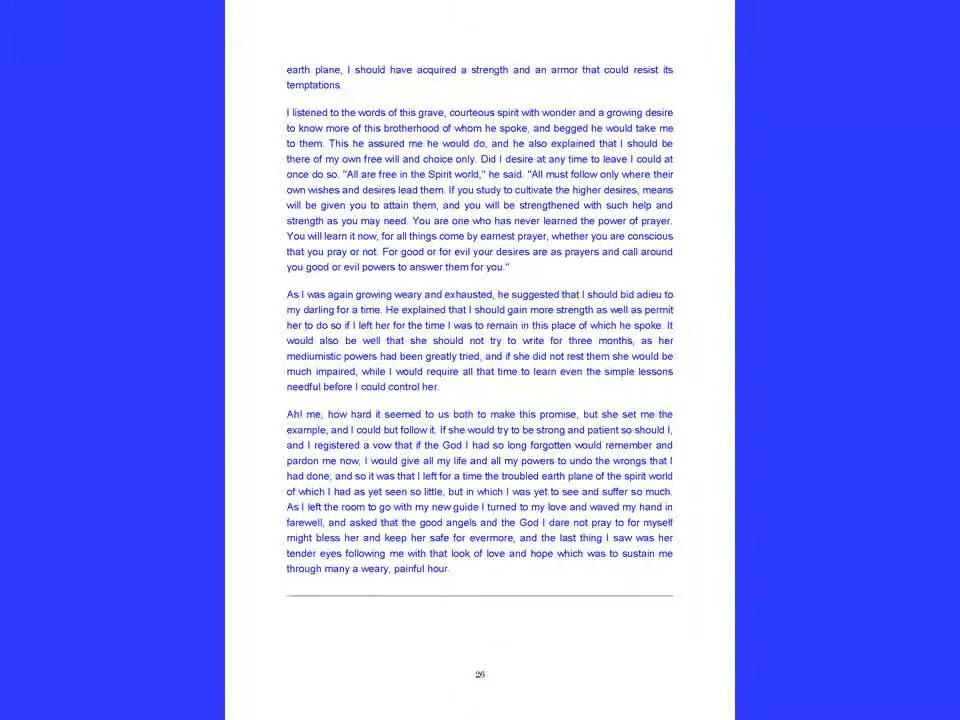 earth plane, I should have acquired a strength and an armor that could resist its
temptations.
I listened to the words of this grave, courteous spirit with wonder and a growing desire
to know more of this brotherhood of whom he spoke, and begged he would take me
to them. This he assured me he would do, and he also explained that I should be
there of my own free will and choice only. Did I desire at any time to leave I could at
once do so. "All are free in the Spirit world," he said. "All must follow only where their
own wishes and desires lead them. If you study to cultivate the higher desires, means
will be given you to attain them, and you will be strengthened with such help and
strength as you may need. You are one who has never learned the power of prayer.
You will learn it now, for all things come by earnest prayer, whether you are conscious
that you pray or not. For good or for evil your desires are as prayers and call around
you good or evil powers to answer them for you."
As I was again growing weary and exhausted, he suggested that I should bid adieu to
my darling for a time. He explained that I should gain more strength as well as permit
her to do so if I left her for the time I was to remain in this place of which he spoke. It
would also be well that she should not try to write for three months, as her
mediumistic powers had been greatly tried, and if she did not rest them she would be
much impaired, while I would require all that time to learn even the simple lessons
needful before I could control her.
Ah! me, how hard it seemed to us both to make this promise, but she set me the
example, and I could but follow it. If she would try to be strong and patient so should I,
and I registered a vow that if the God I had so long forgotten would remember and
pardon me now, I would give all my life and all my powers to undo the wrongs that I
had done; and so it was that I left for a time the troubled earth plane of the spirit world
of which I had as yet seen so little, but in which I was yet to see and suffer so much.
As I left the room to go with my new guide I turned to my love and waved my hand in
farewell, and asked that the good angels and the God I dare not pray to for myself
might bless her and keep her safe for evermore, and the last thing I saw was her
tender eyes following me with that look of love and hope which was to sustain me
through many a weary, painful hour.
26